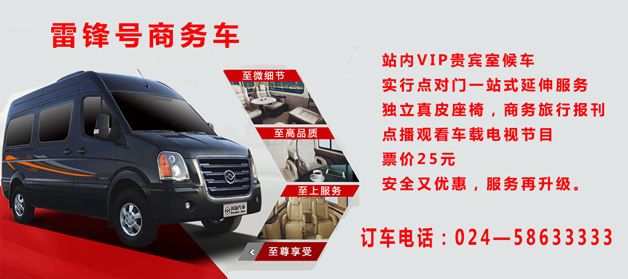 雷锋号商务车
至微细节
至高品质
至上服务
至尊享受
站内VIP贵宾室候车
实行点对门一站式延伸服务
独立真皮座椅，商务旅行报刊
点播观看车载电视节目
票价25元
安全又优惠，服务再升级。
订车电话：024—58633333